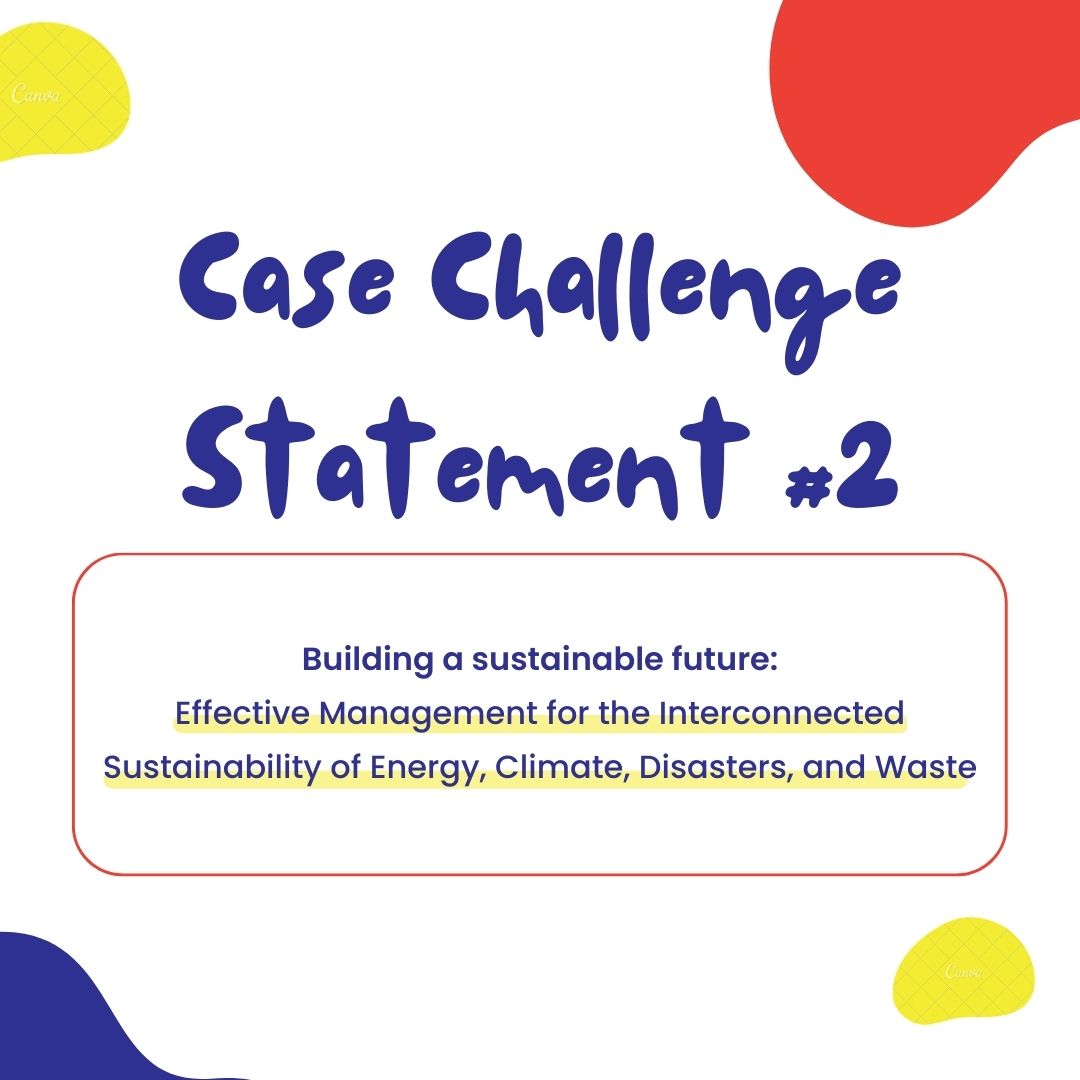 Canva
Case Challenge
Statement #2
Building a sustainable future:
Effective Management for the Interconnected
Sustainability of Energy, Climate, Disasters, and Waste
Canva